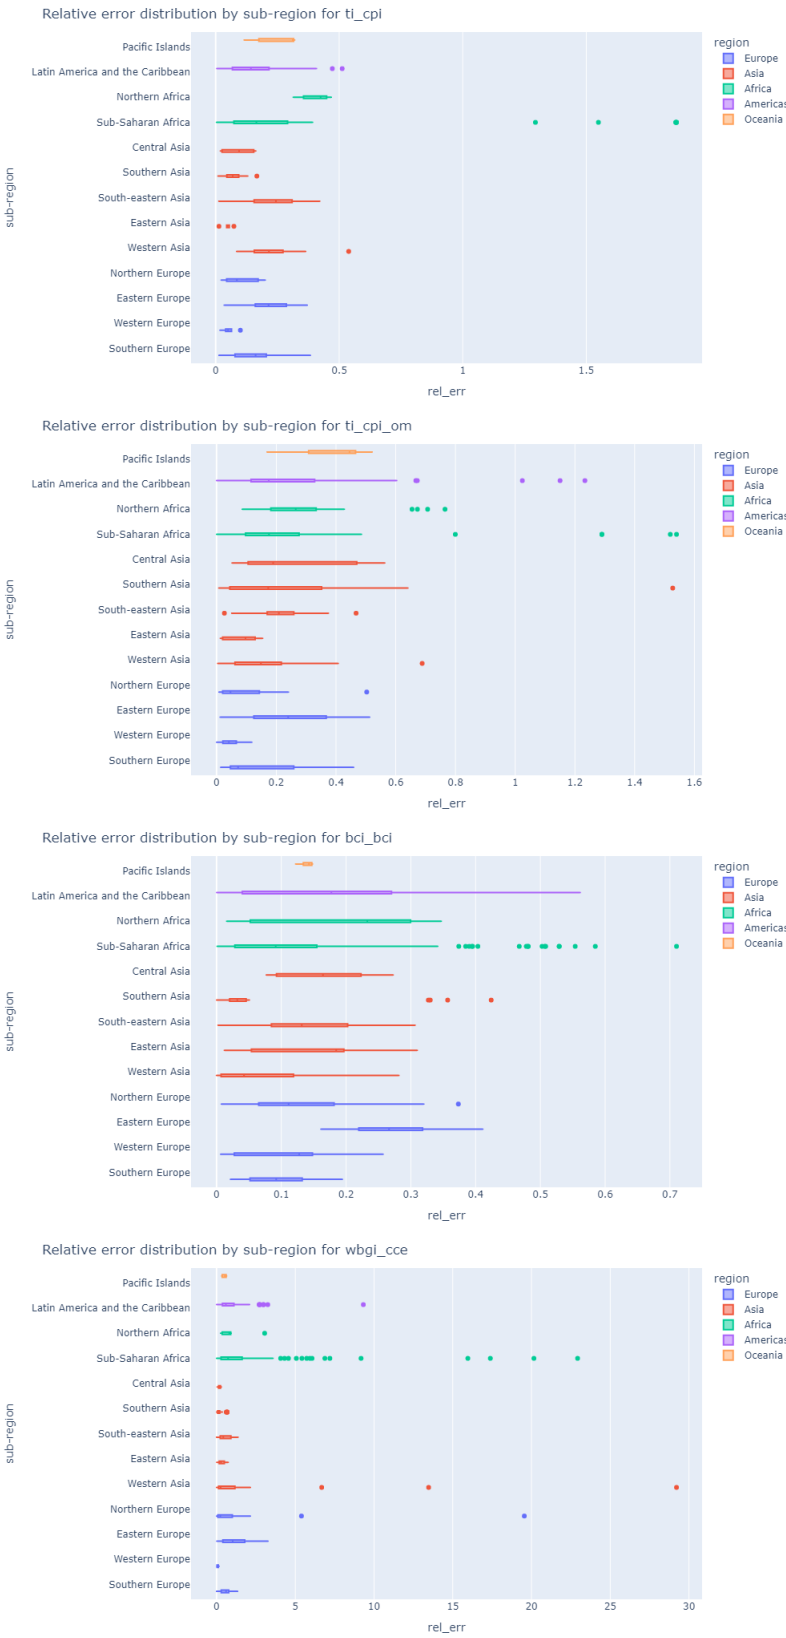 Relative error distribution by sub-region for ti_cpi
sub-region
Pacific Islands
Latin America and the Caribbean
Northern Africa
Sub-Saharan Africa
Central Asia
Southern Asia
South-eastern Asia
Eastern Asia
Western Asia
Northern Europe
Eastern Europe
Western Europe
Southern Europe
0 0.5 1 1.5
rel_err
region
Europe
Asia
Africa
Americas
Oceania
Relative error distribution by sub-region for ti_cpi_om
sub-region
Pacific Islands
Latin America and the Caribbean
Northern Africa
Sub-Saharan Africa
Central Asia
Southern Asia
South-eastern Asia
Eastern Asia
Western Asia
Northern Europe
Eastern Europe
Western Europe
Southern Europe
0 0.2 0.4 0.6 0.8 1 1.2 1.4 1.6
rel_err
region
Europe
Asia
Africa
Americas
Oceania
Relative error distribution by sub-region for bci_bci
sub-region
Pacific Islands
Latin America and the Caribbean
Northern Africa
Sub-Saharan Africa
Central Asia
Southern Asia
South-eastern Asia
Eastern Asia
Western Asia
Northern Europe
Eastern Europe
Western Europe
Southern Europe
0 0.1 0.2 0.3 0.4 0.5 0.6 0.7
rel_err
region
Europe
Asia
Africa
Americas
Oceania
Relative error distribution by sub-region for wbgi_cce
sub-region
Pacific Islands
Latin America and the Caribbean
Northern Africa
Sub-Saharan Africa
Central Asia
Southern Asia
South-eastern Asia
Eastern Asia
Western Asia
Northern Europe
Eastern Europe
Western Europe
Southern Europe
0 5 10 15 20 25 30
rel_err
region
Europe
Asia
Africa
Americas
Oceania